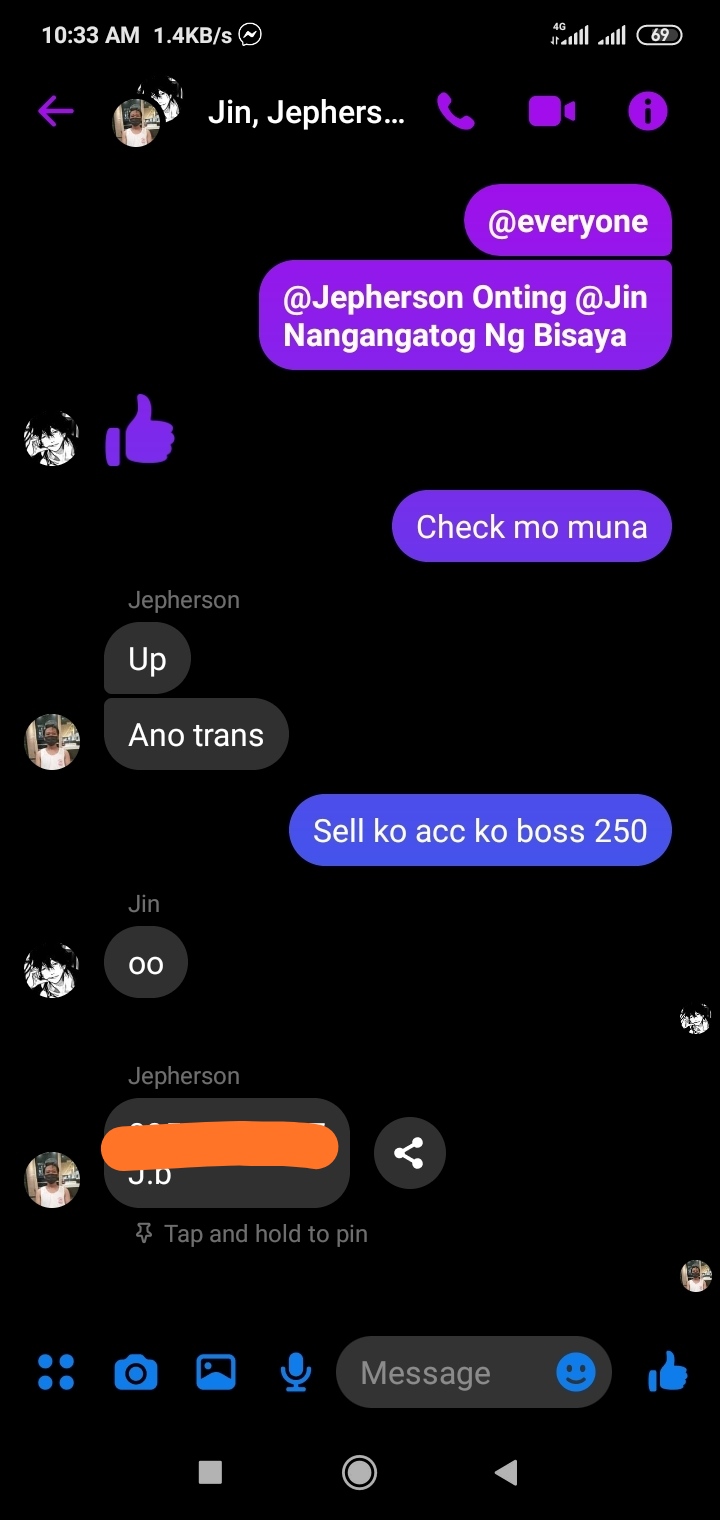 10:33 AM 1.4KB/s
4G
69
Jin, Jephers...
@everyone
@Jepherson Onting @Jin
Nangangatog Ng Bisaya
Check mo muna
Jepherson
Up
Ano trans
Sell ko acc ko boss 250
Jin
oo
Jepherson
J.b
Tap and hold to pin
Message